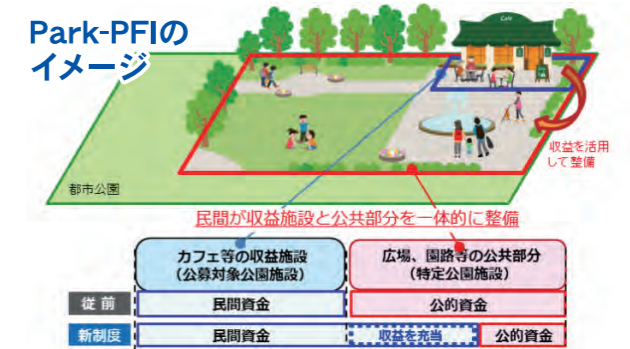 Park-PFIの
イメージ
Cafe
収益を活用
して整備
都市公園
民間が収益施設と公共部分を一体的に整備
カフェ等の収益施設
（公募対象公園施設）
広場、園路等の公共部分
（特定公園施設）
従前
民間資金
公的資金
新制度
民間資金
収益を充当
公的資金